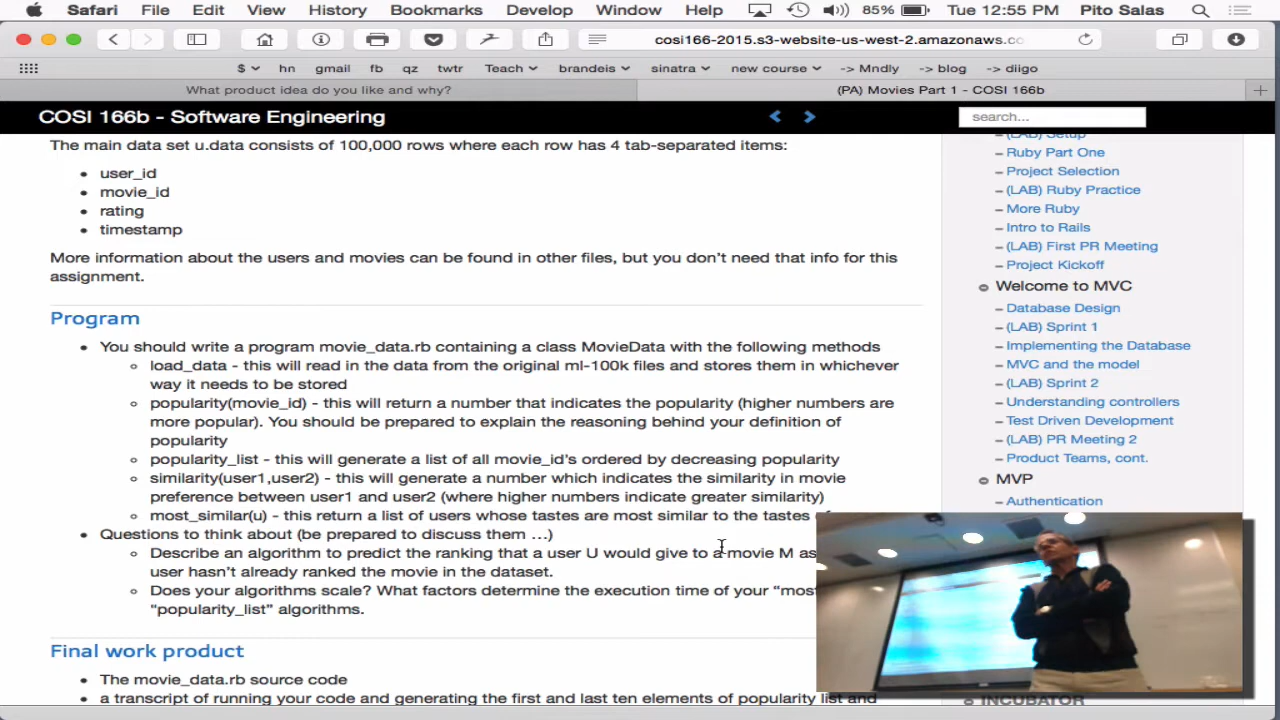 Safari File Edit View History Bookmarks Develop Window Help 85% Tue 12:55 PM Pito Salas
cosi166-2015.s3-website-us-west-2.amazonaws.co
$ hn gmail fb qz twtr Teach brandeis sinatra new course -> Mndly -> blog -> diigo
What product idea do you like and why? (PA) Movies Part 1 - COSI 166b
COSI 166b - Software Engineering search...
The main data set u.data consists of 100,000 rows where each row has 4 tab-separated items:
• user_id
• movie_id
• rating
• timestamp
More information about the users and movies can be found in other files, but you don't need that info for this
assignment.
Program
• You should write a program movie_data.rb containing a class MovieData with the following methods
◦ load_data - this will read in the data from the original ml-100k files and stores them in whichever
way it needs to be stored
◦ popularity(movie_id) - this will return a number that indicates the popularity (higher numbers are
more popular). You should be prepared to explain the reasoning behind your definition of
popularity
◦ popularity_list - this will generate a list of all movie_id's ordered by decreasing popularity
◦ similarity(user1,user2) - this will generate a number which indicates the similarity in movie
preference between user1 and user2 (where higher numbers indicate greater similarity)
◦ most_similar(u) - this return a list of users whose tastes are most similar to the tastes
• Questions to think about (be prepared to discuss them ...)
◦ Describe an algorithm to predict the ranking that a user U would give to a movie M
user hasn't already ranked the movie in the dataset.
◦ Does your algorithms scale? What factors determine the execution time of your "most
"popularity_list" algorithms.
Final work product
• The movie_data.rb source code
• a transcript of running your code and generating the first and last ten elements of popularity list and
(LAB) Setup
Ruby Part One
Project Selection
(LAB) Ruby Practice
More Ruby
Intro to Rails
(LAB) First PR Meeting
Project Kickoff
Welcome to MVC
Database Design
(LAB) Sprint 1
Implementing the Database
MVC and the model
(LAB) Sprint 2
Understanding controllers
Test Driven Development
(LAB) PR Meeting 2
Product Teams, cont.
MVP
Authentication
INCUBATOR